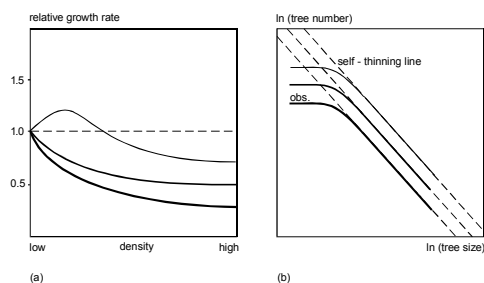 relative growth rate
1.5
1.0
0.5
low density high
(a)
ln (tree number)
self - thinning line
obs.
ln (tree size)
(b)